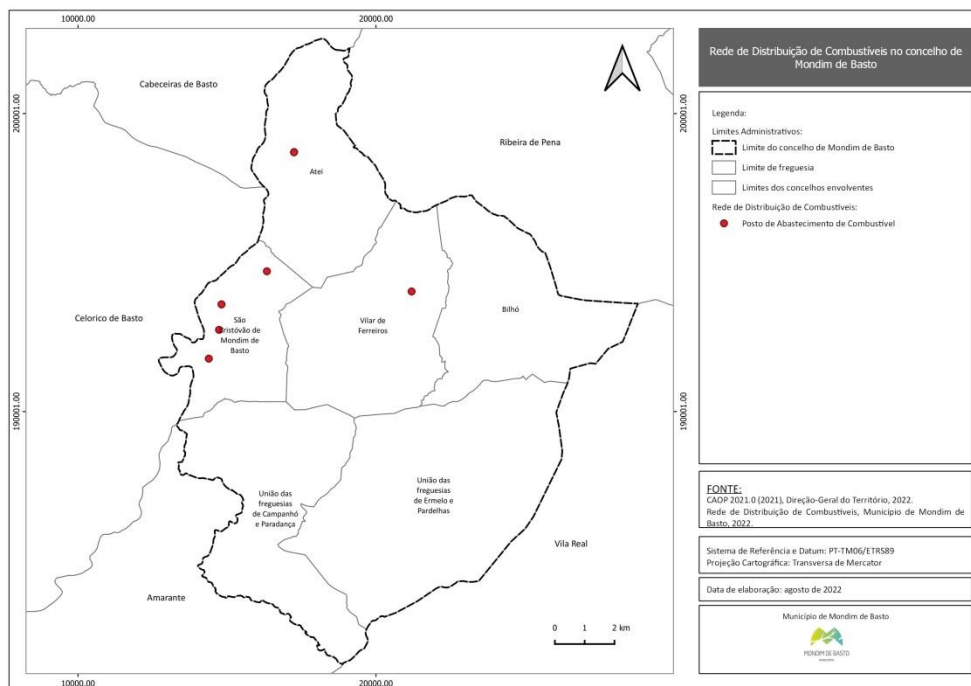 10000.00
20000.00
200001.00
200001.00
190001.00
190001.00
10000.00
20000.00
Cabeceiras de Basto
Ribeira de Pena
Atei
Celorico de Basto
São
Cristóvão de
Mondim de
Basto
Vilar de
Ferreiros
Bilhó
União das
freguesias
de Campanhó
e Paradança
União das
freguesias
de Ermelo e
Pardelhas
Vila Real
Amarante
0 1 2 km
Rede de Distribuição de Combustíveis no concelho de
Mondim de Basto
Legenda:
Limites Administrativos:
Limite do concelho de Mondim de Basto
Limite de freguesia
Limites dos concelhos envolventes
Rede de Distribuição de Combustíveis:
Posto de Abastecimento de Combustível
FONTE:
CAOP 2021.0 (2021), Direção-Geral do Território, 2022.
Rede de Distribuição de Combustíveis, Município de Mondim de
Basto, 2022.
Sistema de Referência e Datum: PT-TM06/ETRS89
Projeção Cartográfica: Transversa de Mercator
Data de elaboração: agosto de 2022
Município de Mondim de Basto
MONDIM DE BASTO
MUNICÍPIO